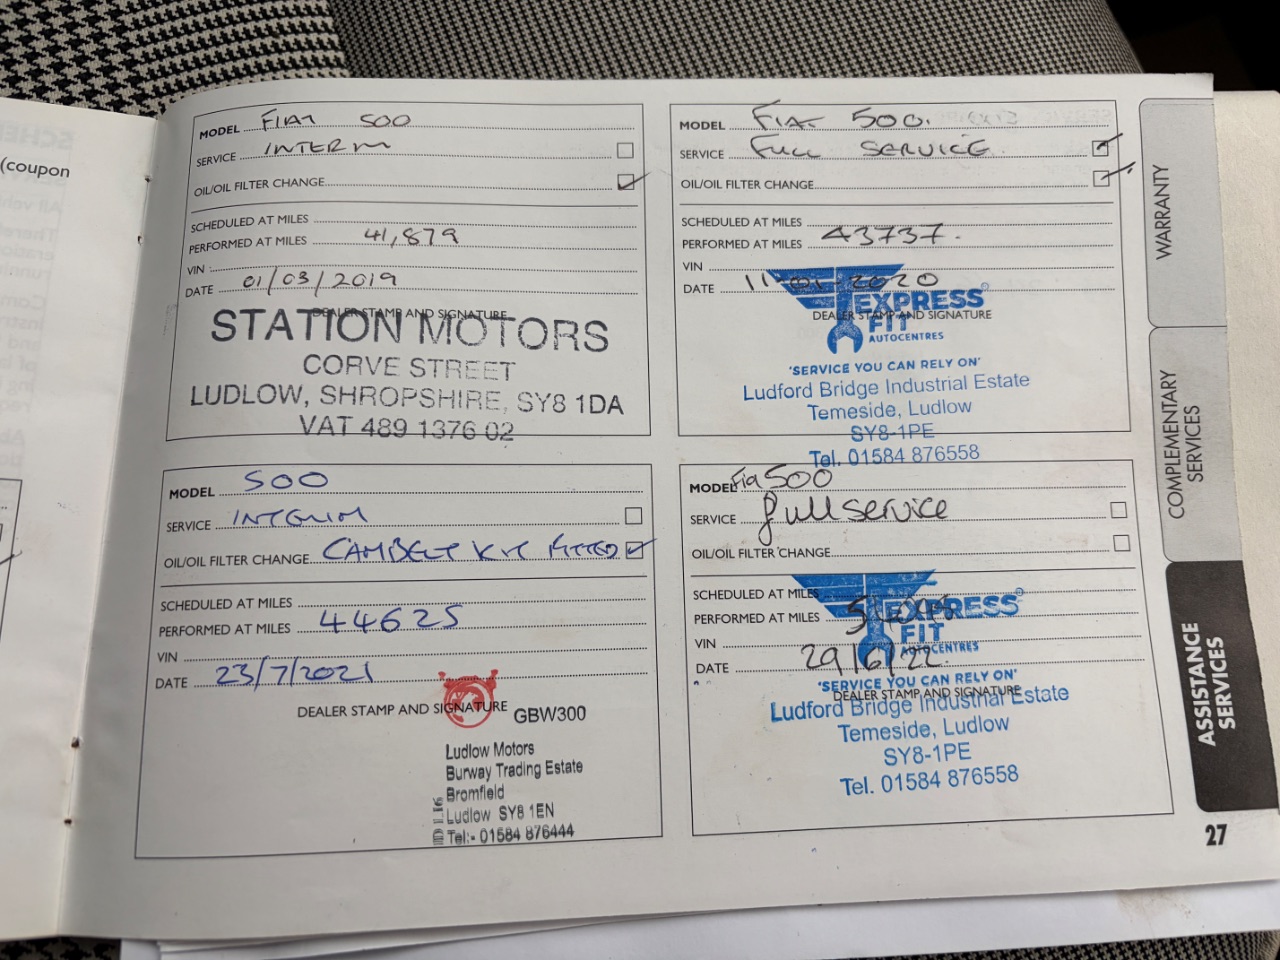 (coupon
MODEL FIAT 500
SERVICE INTERIM
OIL/OIL FILTER CHANGE
SCHEDULED AT MILES
PERFORMED AT MILES 41,879
VIN
DATE 01/03/2019
DEALER STAMP AND SIGNATURE
STATION MOTORS
CORVE STREET
LUDLOW, SHROPSHIRE, SY8 1DA
VAT 489 1376 02
MODEL FIAT 500.
SERVICE FULL SERVICE
OIL/OIL FILTER CHANGE
SCHEDULED AT MILES
PERFORMED AT MILES 43737.
VIN
DATE 11-01-2020
EXPRESS
DEALER STAMP AND SIGNATURE
FIT
AUTOCENTRES
'SERVICE YOU CAN RELY ON'
Ludford Bridge Industrial Estate
Temeside, Ludlow
SY8-1PE
Tel. 01584 876558
MODEL 500
SERVICE INTERIM
OIL/OIL FILTER CHANGE CAMBELT KIT FITTED
SCHEDULED AT MILES
PERFORMED AT MILES 44625
VIN
DATE 23/7/2021
DEALER STAMP AND SIGNATURE
GBW300
Ludlow Motors
Burway Trading Estate
Bromfield
Ludlow SY8 1EN
Tel:- 01584 876444
MODEL Fia 500
SERVICE full service
OIL/OIL FILTER CHANGE
SCHEDULED AT MILES
PERFORMED AT MILES
VIN
DATE 29/6/22.
EXPRESS
FIT
AUTOCENTRES
'SERVICE YOU CAN RELY ON'
DEALER STAMP AND SIGNATURE
Ludford Bridge Industrial Estate
Temeside, Ludlow
SY8-1PE
Tel. 01584 876558
WARRANTY
COMPLEMENTARY
SERVICES
ASSISTANCE
SERVICES
27